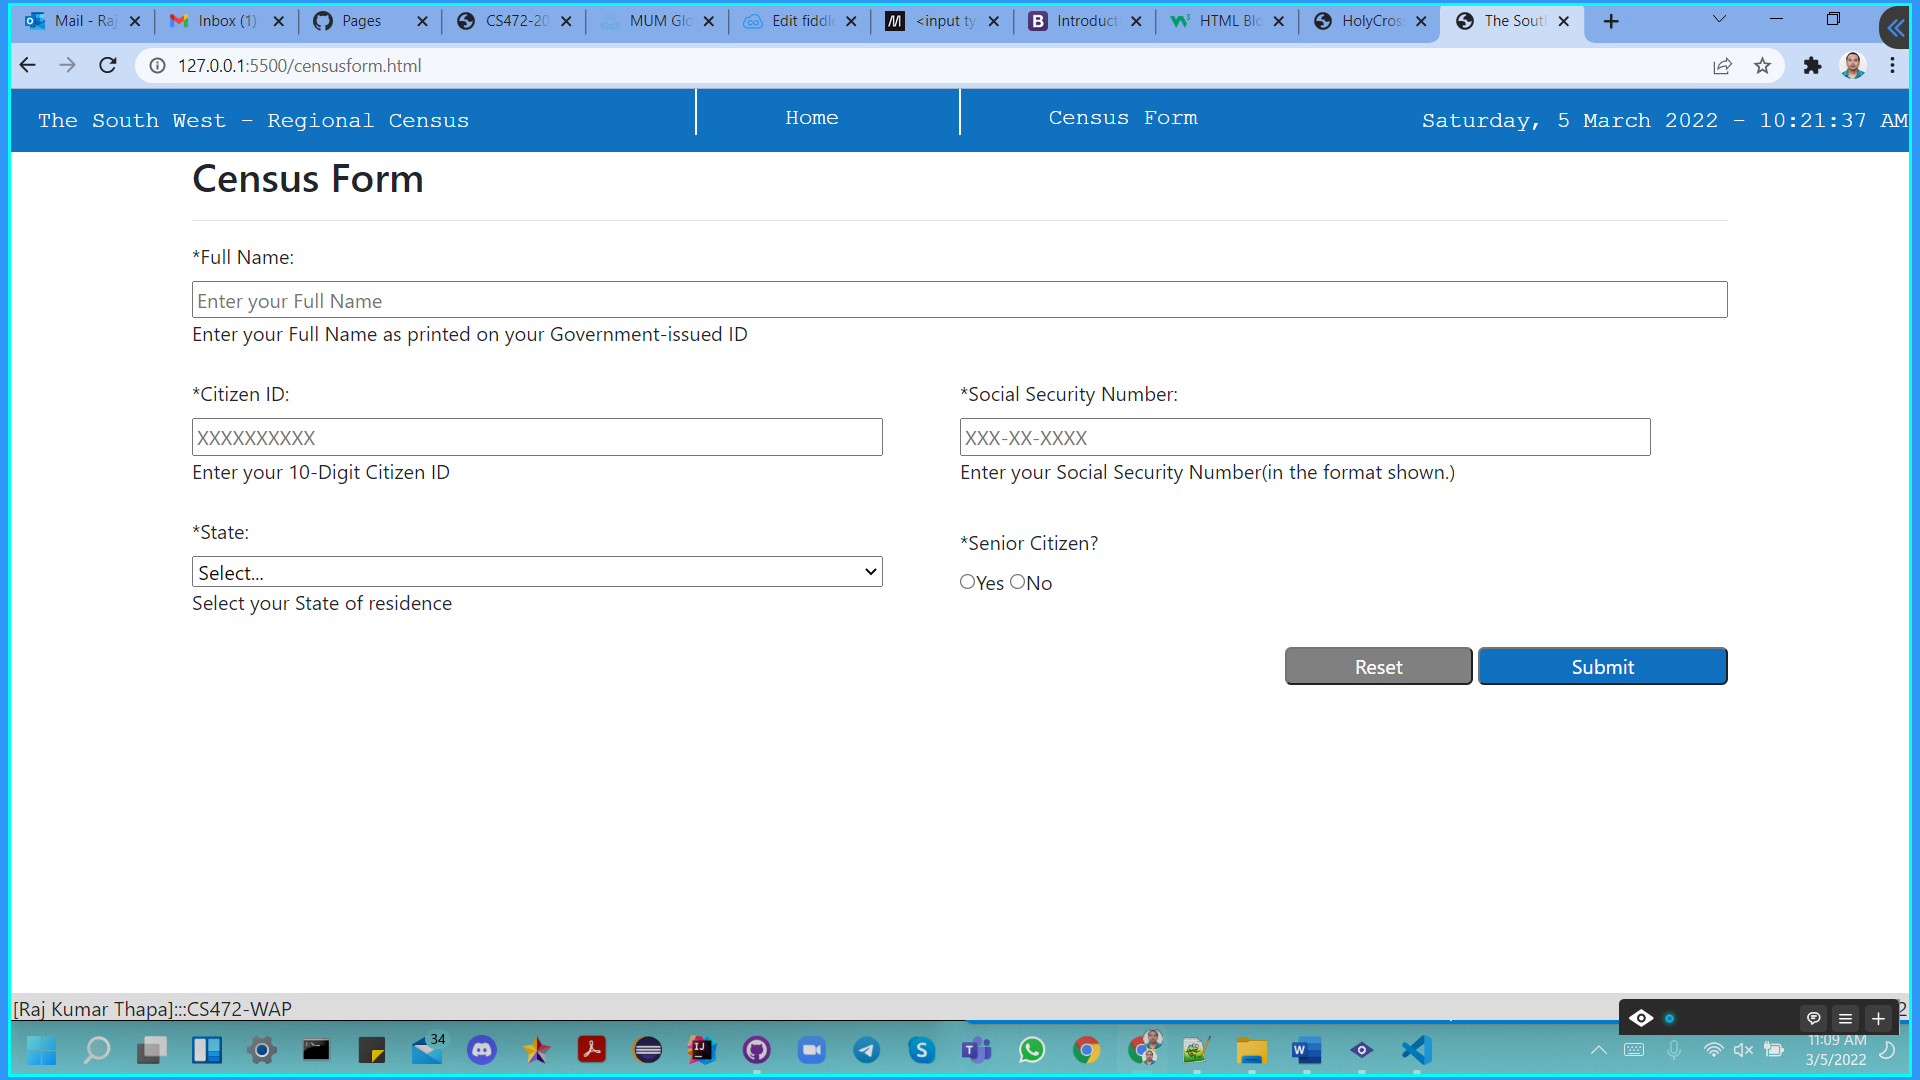 Mail - Raj
Inbox (1)
Pages
CS472-20
MUM Glo
Edit fiddle
<input ty
Introduct
HTML Blo
HolyCros
The Sout
127.0.0.1:5500/censusform.html
The South West - Regional Census
Home
Census Form
Saturday, 5 March 2022 - 10:21:37 AM
Census Form
*Full Name:
Enter your Full Name
Enter your Full Name as printed on your Government-issued ID
*Citizen ID:
XXXXXXXXXX
Enter your 10-Digit Citizen ID
*Social Security Number:
XXX-XX-XXXX
Enter your Social Security Number(in the format shown.)
*State:
Select...
Select your State of residence
*Senior Citizen?
Yes No
Reset
Submit
[Raj Kumar Thapa]:::CS472-WAP
2
34
11:09 AM
3/5/2022